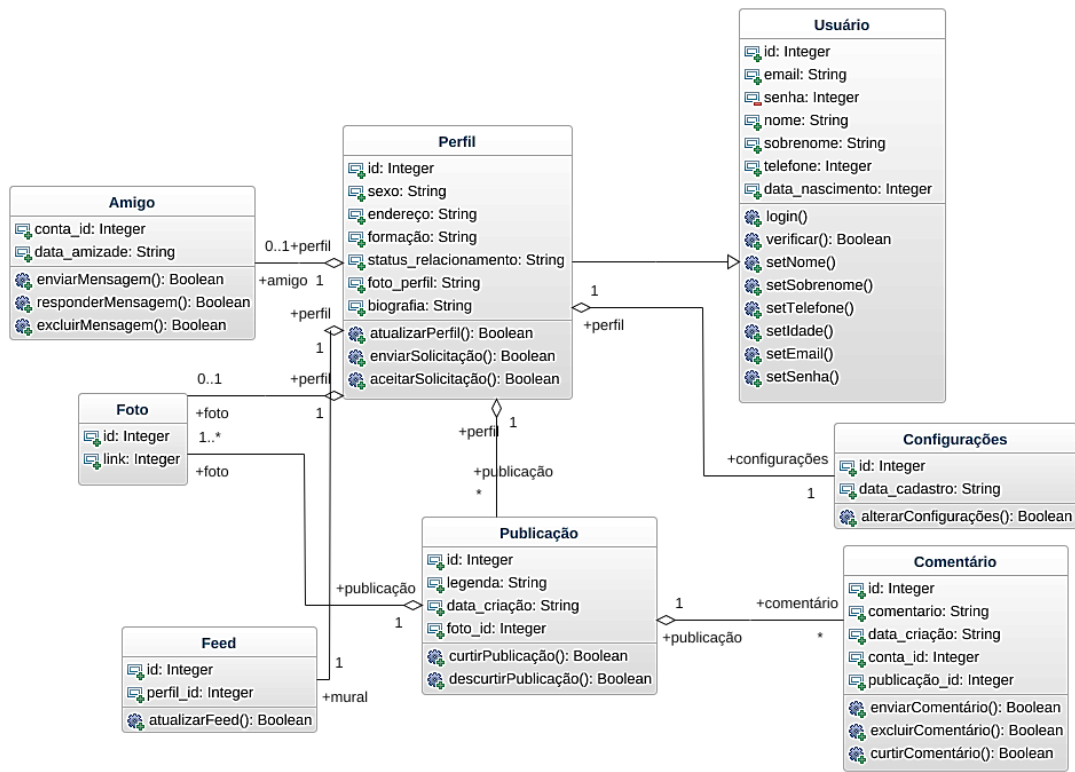 Usuário
id: Integer
email: String
senha: Integer
nome: String
sobrenome: String
telefone: Integer
data_nascimento: Integer
login()
verificar(): Boolean
setNome()
setSobrenome()
setTelefone()
setIdade()
setEmail()
setSenha()
Perfil
id: Integer
sexo: String
endereço: String
formação: String
status_relacionamento: String
foto_perfil: String
biografia: String
atualizarPerfil(): Boolean
enviarSolicitação(): Boolean
aceitarSolicitação(): Boolean
Amigo
conta_id: Integer
data_amizade: String
enviarMensagem(): Boolean
responderMensagem(): Boolean
excluirMensagem(): Boolean
0..1+perfil
+amigo 1
+perfil
1
0..1
+perfil
+foto
1
1
+perfil
Foto
id: Integer
link: Integer
1..*
+foto
+perfil
1
+publicação
*
+configurações
1
Configurações
id: Integer
data_cadastro: String
alterarConfigurações(): Boolean
Publicação
id: Integer
legenda: String
data_criação: String
foto_id: Integer
curtirPublicação(): Boolean
descurtirPublicação(): Boolean
+publicação
1
1
+publicação
+comentário
*
Comentário
id: Integer
comentario: String
data_criação: String
conta_id: Integer
publicação_id: Integer
enviarComentário(): Boolean
excluirComentário(): Boolean
curtirComentário(): Boolean
Feed
id: Integer
perfil_id: Integer
atualizarFeed(): Boolean
1
+mural